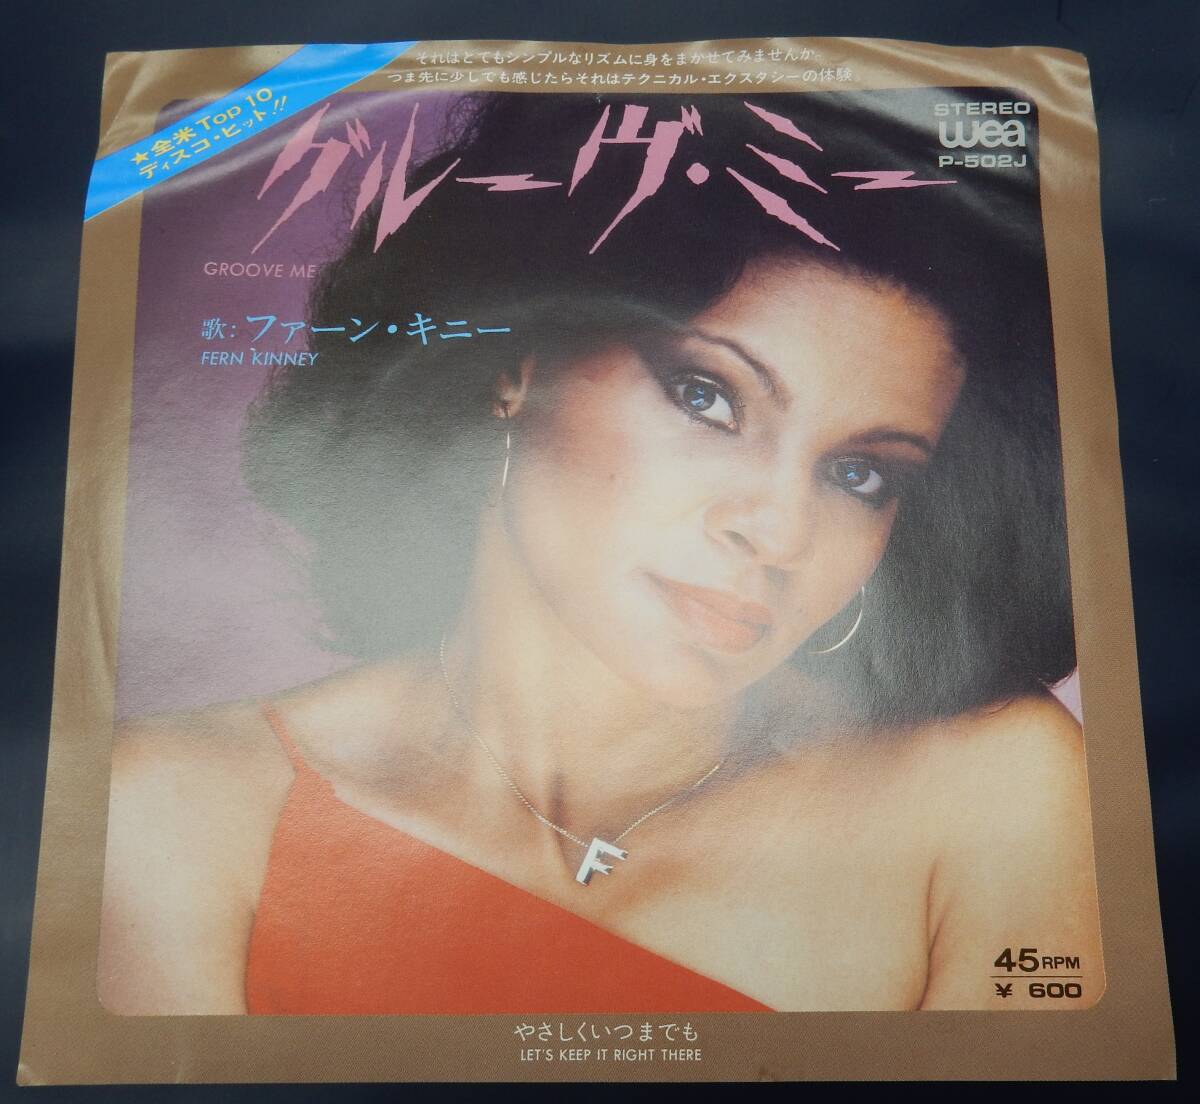 それはとてもシンプルなリズムに身をまかせてみませんか。
つま先に少しでも感じたらそれはテクニカル・エクスタシーの体験。
★全米Top10
ディスコ・ヒット!!
グルーヴ・ミー
GROOVE ME
STEREO
wea
P-502J
歌:ファーン・キニー
FERN KINNEY
F
45 RPM
¥ 600
やさしくいつまでも
LET'S KEEP IT RIGHT THERE